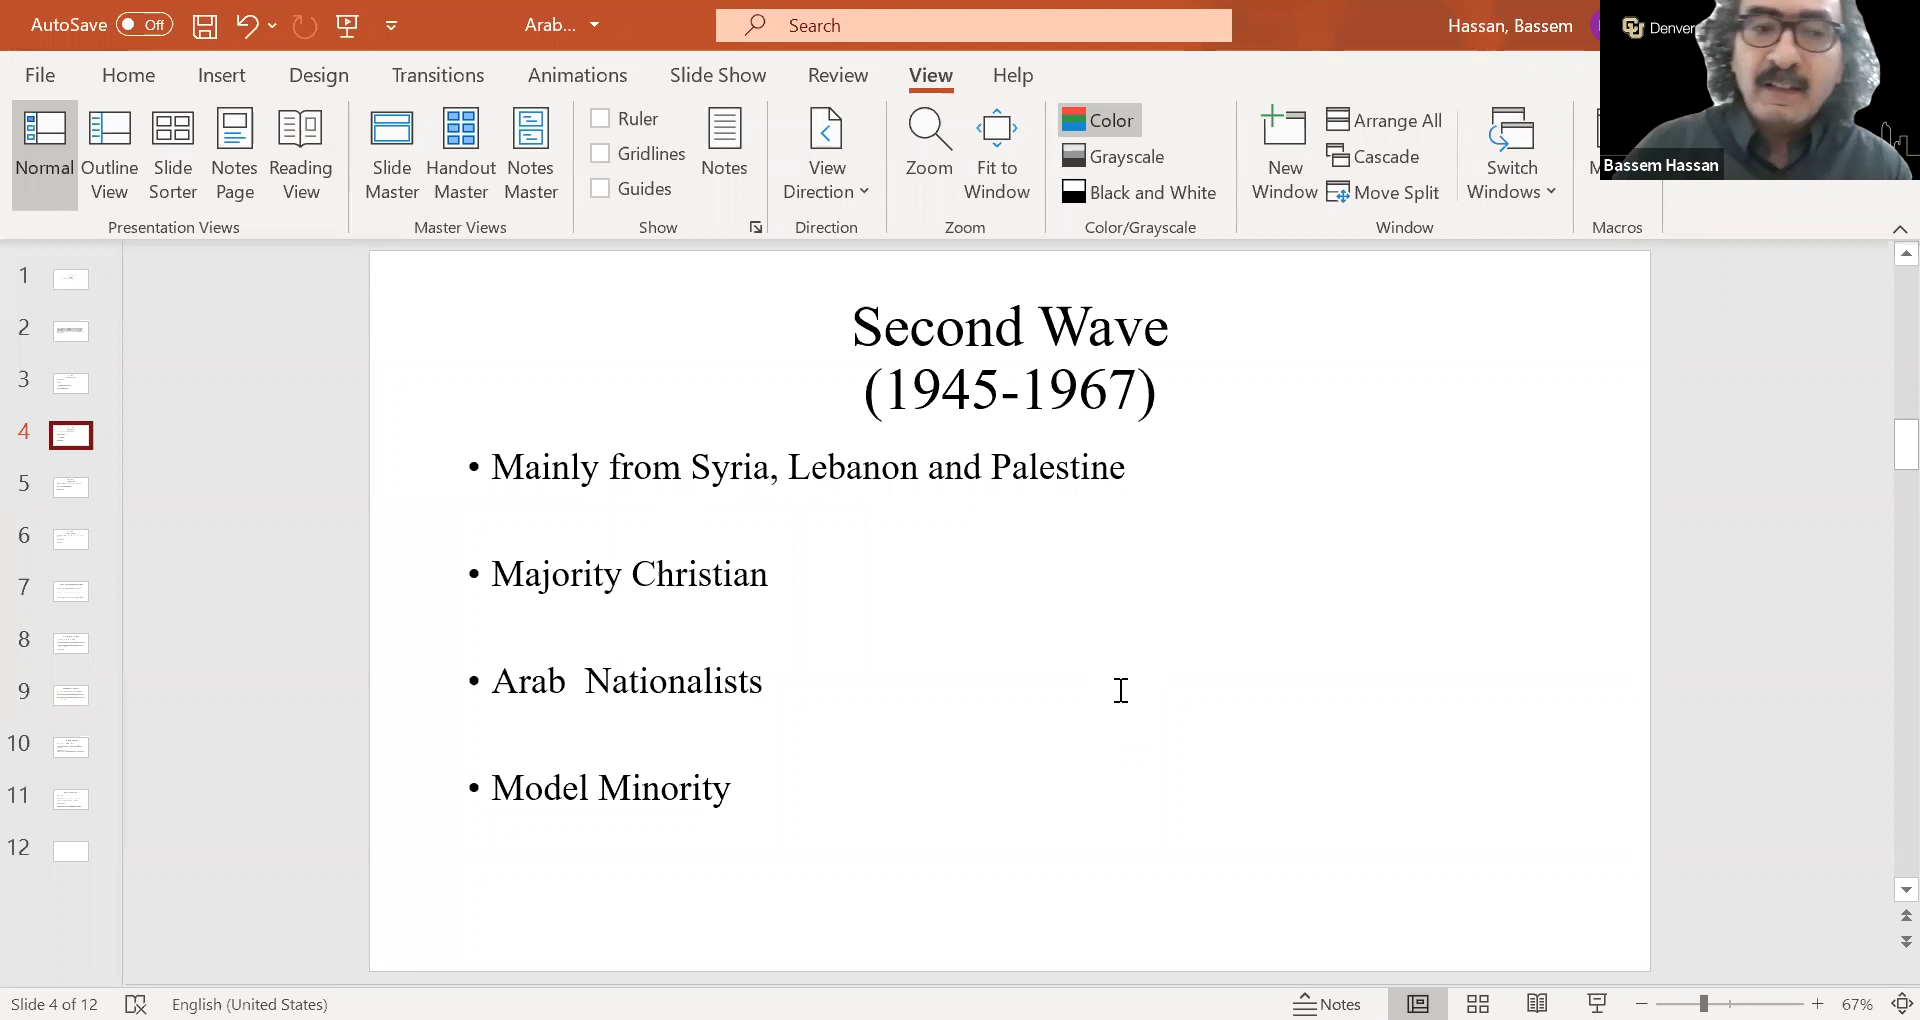 AutoSave Off Arab... Search Hassan, Bassem
Denver
File Home Insert Design Transitions Animations Slide Show Review View Help
Normal
Outline View
Slide Sorter
Notes Page
Reading View
Presentation Views
Slide Master
Handout Master
Notes Master
Master Views
Ruler
Gridlines
Guides
Notes
Show
View Direction
Direction
Zoom
Fit to Window
Zoom
Color
Grayscale
Black and White
Color/Grayscale
New Window
Arrange All
Cascade
Move Split
Switch Windows
Window
Macros
Bassem Hassan
1
2
3
4
5
6
7
8
9
10
11
12
Second Wave
(1945-1967)
• Mainly from Syria, Lebanon and Palestine
• Majority Christian
• Arab  Nationalists
• Model Minority
Slide 4 of 12 English (United States) Notes 67%